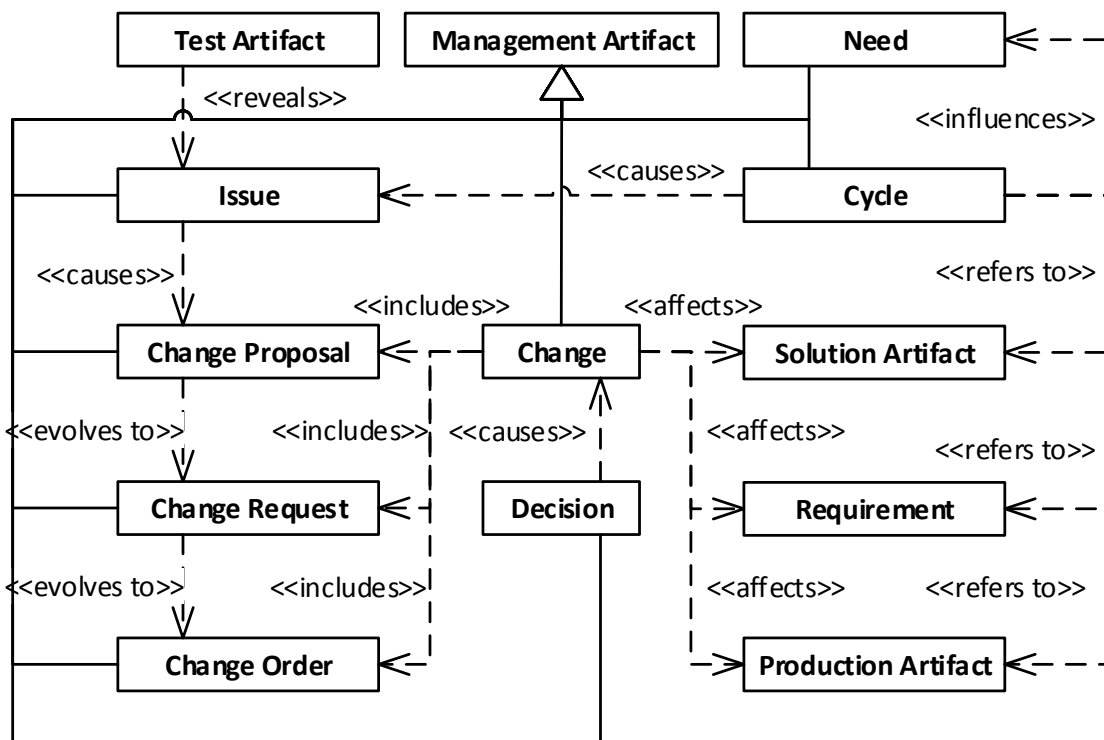 Test Artifact
Management Artifact
Need
<<reveals>>
<<influences>>
<<causes>>
Issue
Cycle
<<causes>>
<<refers to>>
<<includes>>
<<affects>>
Change Proposal
Change
Solution Artifact
<<evolves to>>
<<includes>>
<<causes>>
<<affects>>
<<refers to>>
Change Request
Decision
Requirement
<<evolves to>>
<<includes>>
<<affects>>
<<refers to>>
Change Order
Production Artifact